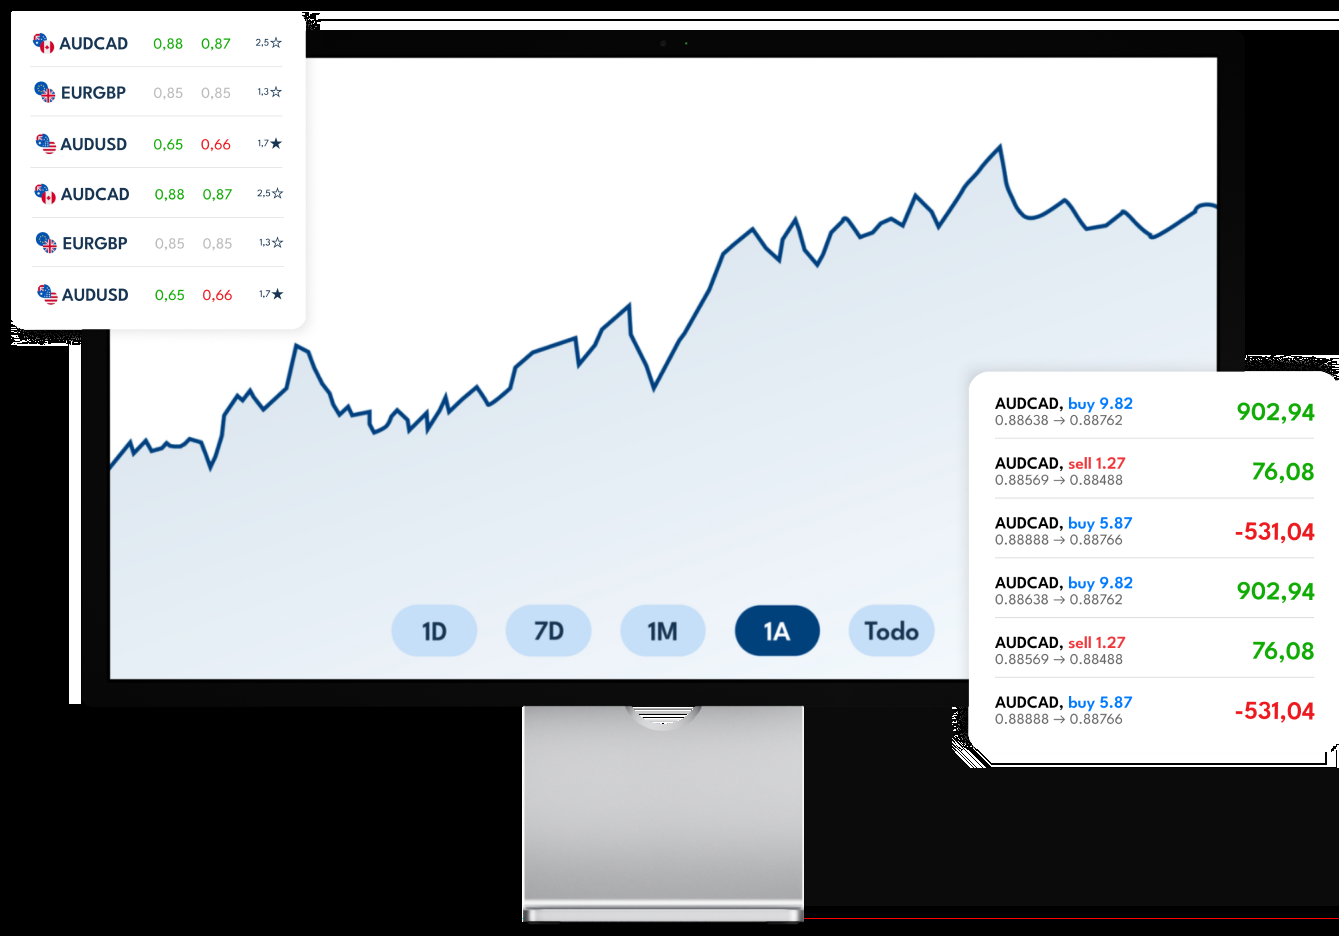 AUDCAD 0,88 0,87 2,5☆
EURGBP 0,85 0,85 1,3☆
AUDUSD 0,65 0,66 1,7★
AUDCAD 0,88 0,87 2,5☆
EURGBP 0,85 0,85 1,3☆
AUDUSD 0,65 0,66 1,7★
AUDCAD, buy 9.82 902,94
0.88638 → 0.88762
AUDCAD, sell 1.27 76,08
0.88569 → 0.88488
AUDCAD, buy 5.87 -531,04
0.88888 → 0.88766
AUDCAD, buy 9.82 902,94
0.88638 → 0.88762
AUDCAD, sell 1.27 76,08
0.88569 → 0.88488
AUDCAD, buy 5.87 -531,04
0.88888 → 0.88766
1D 7D 1M 1A Todo